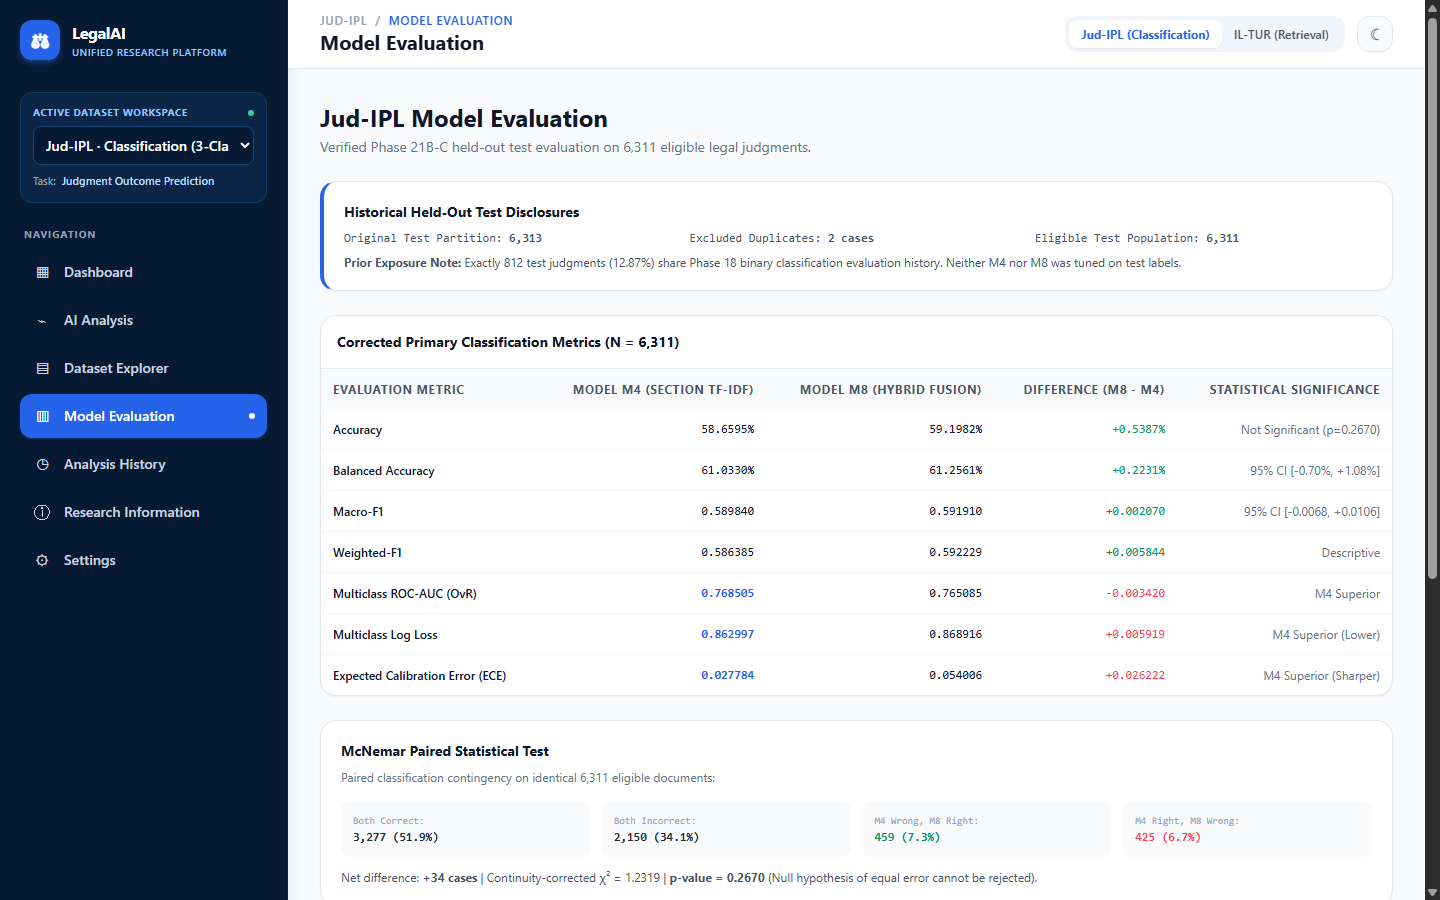 LegalAI
UNIFIED RESEARCH PLATFORM
ACTIVE DATASET WORKSPACE
Jud-IPL · Classification (3-Cla
Task: Judgment Outcome Prediction
NAVIGATION
Dashboard
AI Analysis
Dataset Explorer
Model Evaluation
Analysis History
Research Information
Settings
JUD-IPL / MODEL EVALUATION
Model Evaluation
Jud-IPL (Classification) IL-TUR (Retrieval)
Jud-IPL Model Evaluation
Verified Phase 21B-C held-out test evaluation on 6,311 eligible legal judgments.
Historical Held-Out Test Disclosures
Original Test Partition: 6,313 Excluded Duplicates: 2 cases Eligible Test Population: 6,311
Prior Exposure Note: Exactly 812 test judgments (12.87%) share Phase 18 binary classification evaluation history. Neither M4 nor M8 was tuned on test labels.
Corrected Primary Classification Metrics (N = 6,311)
EVALUATION METRIC MODEL M4 (SECTION TF-IDF) MODEL M8 (HYBRID FUSION) DIFFERENCE (M8 - M4) STATISTICAL SIGNIFICANCE
Accuracy 58.6595% 59.1982% +0.5387% Not Significant (p=0.2670)
Balanced Accuracy 61.0330% 61.2561% +0.2231% 95% CI [-0.70%, +1.08%]
Macro-F1 0.589840 0.591910 +0.002070 95% CI [-0.0068, +0.0106]
Weighted-F1 0.586385 0.592229 +0.005844 Descriptive
Multiclass ROC-AUC (OvR) 0.768505 0.765085 -0.003420 M4 Superior
Multiclass Log Loss 0.862997 0.868916 +0.005919 M4 Superior (Lower)
Expected Calibration Error (ECE) 0.027784 0.054006 +0.026222 M4 Superior (Sharper)
McNemar Paired Statistical Test
Paired classification contingency on identical 6,311 eligible documents:
Both Correct: Both Incorrect: M4 Wrong, M8 Right: M4 Right, M8 Wrong:
3,277 (51.9%) 2,150 (34.1%) 459 (7.3%) 425 (6.7%)
Net difference: +34 cases | Continuity-corrected χ² = 1.2319 | p-value = 0.2670 (Null hypothesis of equal error cannot be rejected).